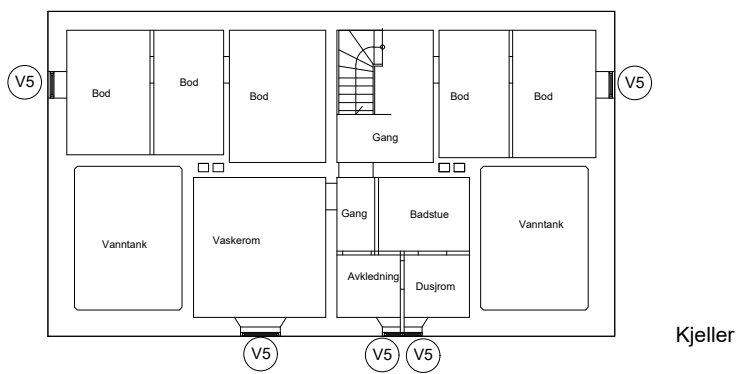 V5
Bod
Bod
Bod
Bod
Bod
V5
Gang
Vanntank
Vaskerom
Gang
Badstue
Vanntank
Avkledning
Dusjrom
Kjeller
V5
V5
V5